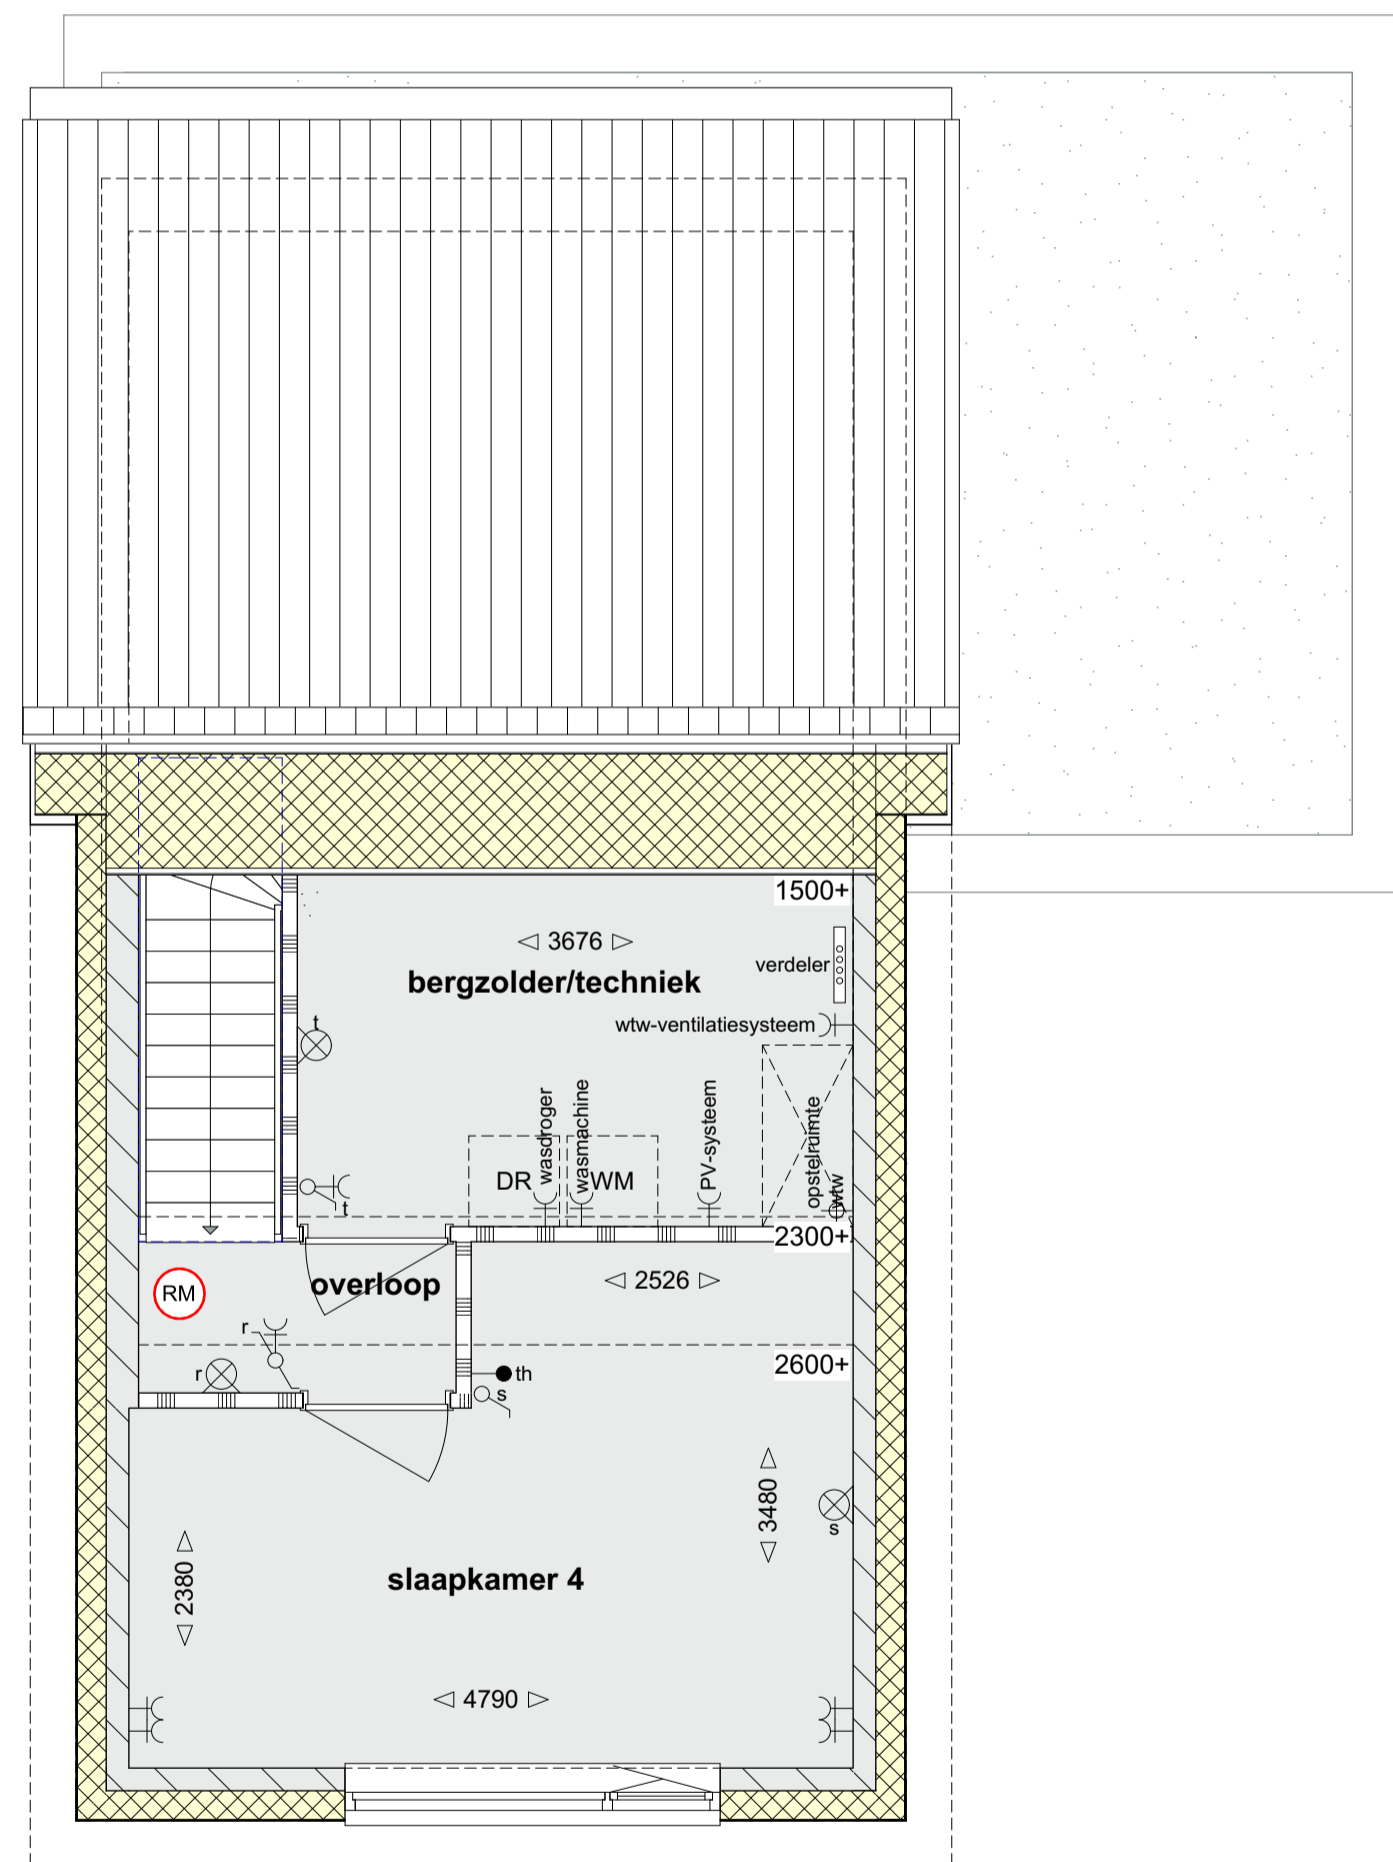 1500+
3676
bergzolder/techniek
verdeler
wtw-ventilatiesysteem
t
wasdroger
wasmachine
PV-systeem
opstelruimte
wtw
DR
WM
t
2300+
overloop
2526
RM
r
2600+
r
th
s
3480
s
slaapkamer 4
2380
4790